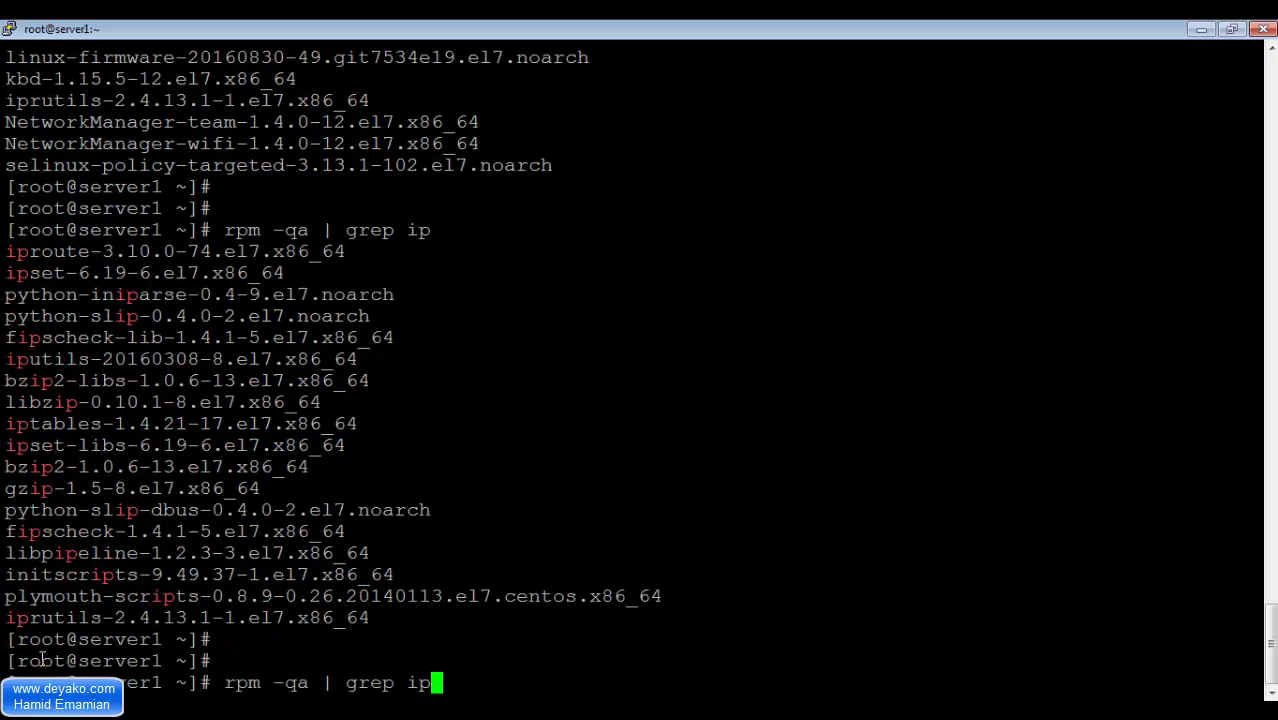 root@server1:~
linux-firmware-20160830-49.git7534e19.el7.noarch
kbd-1.15.5-12.el7.x86_64
iprutils-2.4.13.1-1.el7.x86_64
NetworkManager-team-1.4.0-12.el7.x86_64
NetworkManager-wifi-1.4.0-12.el7.x86_64
selinux-policy-targeted-3.13.1-102.el7.noarch
[root@server1 ~]#
[root@server1 ~]#
[root@server1 ~]# rpm -qa | grep ip
iproute-3.10.0-74.el7.x86_64
ipset-6.19-6.el7.x86_64
python-iniparse-0.4-9.el7.noarch
python-slip-0.4.0-2.el7.noarch
fipscheck-lib-1.4.1-5.el7.x86_64
iputils-20160308-8.el7.x86_64
bzip2-libs-1.0.6-13.el7.x86_64
libzip-0.10.1-8.el7.x86_64
iptables-1.4.21-17.el7.x86_64
ipset-libs-6.19-6.el7.x86_64
bzip2-1.0.6-13.el7.x86_64
gzip-1.5-8.el7.x86_64
python-slip-dbus-0.4.0-2.el7.noarch
fipscheck-1.4.1-5.el7.x86_64
libpipeline-1.2.3-3.el7.x86_64
initscripts-9.49.37-1.el7.x86_64
plymouth-scripts-0.8.9-0.26.20140113.el7.centos.x86_64
iprutils-2.4.13.1-1.el7.x86_64
[root@server1 ~]#
[root@server1 ~]#
server1 ~]# rpm -qa | grep ip
www.deyako.com
Hamid Emamian